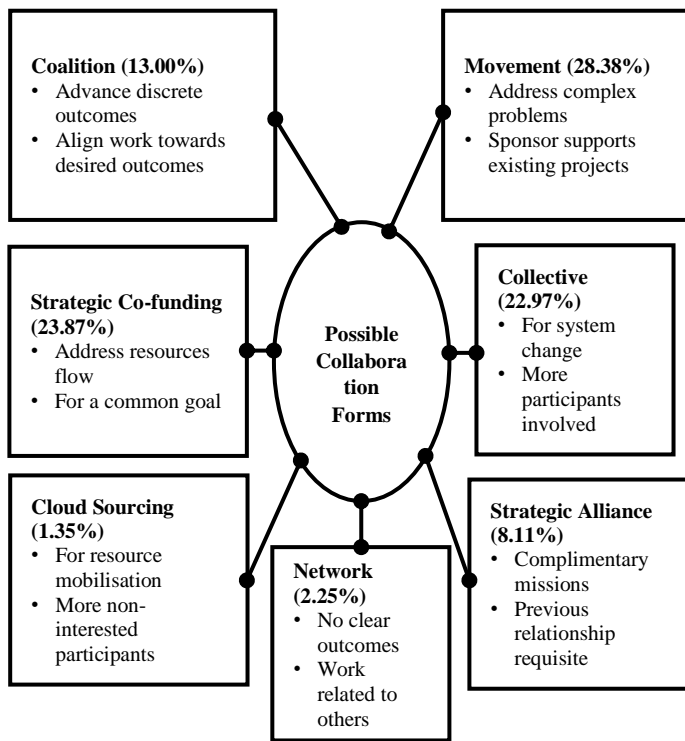 Coalition (13.00%)
• Advance discrete
outcomes
• Align work towards
desired outcomes
Movement (28.38%)
• Address complex
problems
• Sponsor supports
existing projects
Strategic Co-funding
(23.87%)
• Address resources
flow
• For a common goal
Possible
Collabora
tion
Forms
Collective
(22.97%)
• For system
change
• More
participants
involved
Cloud Sourcing
(1.35%)
• For resource
mobilisation
• More non-
interested
participants
Network
(2.25%)
• No clear
outcomes
• Work
related to
others
Strategic Alliance
(8.11%)
• Complimentary
missions
• Previous
relationship
requisite